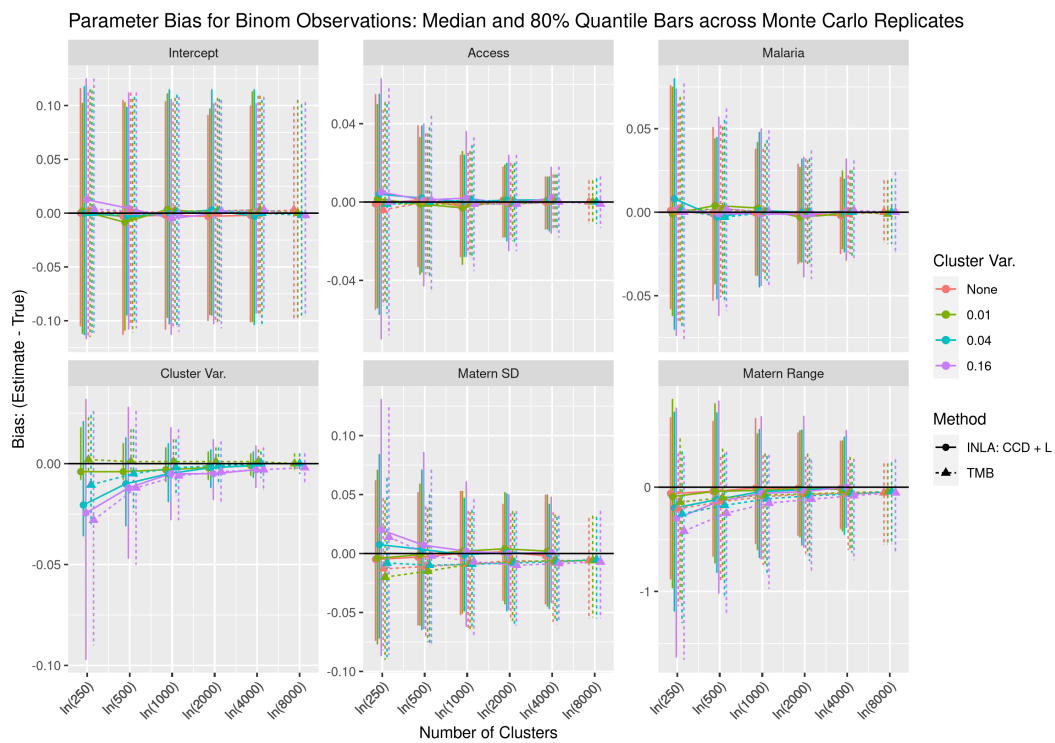 Parameter Bias for Binom Observations: Median and 80% Quantile Bars across Monte Carlo Replicates
Intercept
Access
Malaria
0.10
0.05
0.00
-0.05
-0.10
0.04
0.00
-0.04
0.05
0.00
-0.05
Cluster Var.
Matern SD
Matern Range
0.00
-0.05
-0.10
0.10
0.05
0.00
-0.05
-0.10
0
-1
ln(250)
ln(500)
ln(1000)
ln(2000)
ln(4000)
ln(8000)
ln(250)
ln(500)
ln(1000)
ln(2000)
ln(4000)
ln(8000)
ln(250)
ln(500)
ln(1000)
ln(2000)
ln(4000)
ln(8000)
Number of Clusters
Bias: (Estimate - True)
Cluster Var.
None
0.01
0.04
0.16
Method
INLA: CCD + L
TMB